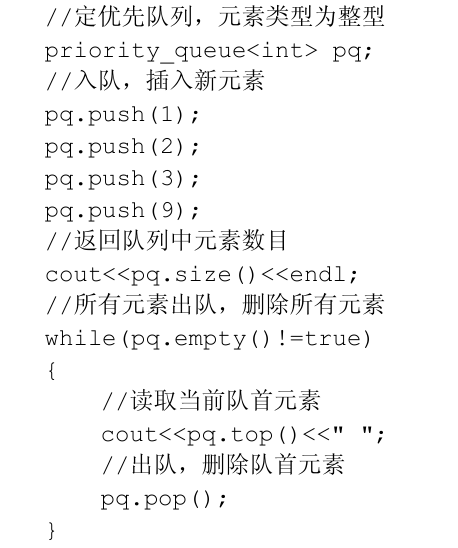 //定优先队列，元素类型为整型
priority_queue<int> pq;
//入队，插入新元素
pq.push(1);
pq.push(2);
pq.push(3);
pq.push(9);
//返回队列中元素数目
cout<<pq.size()<<endl;
//所有元素出队，删除所有元素
while(pq.empty()!=true)
{
    //读取当前队首元素
    cout<<pq.top()<<" ";
    //出队，删除队首元素
    pq.pop();
}